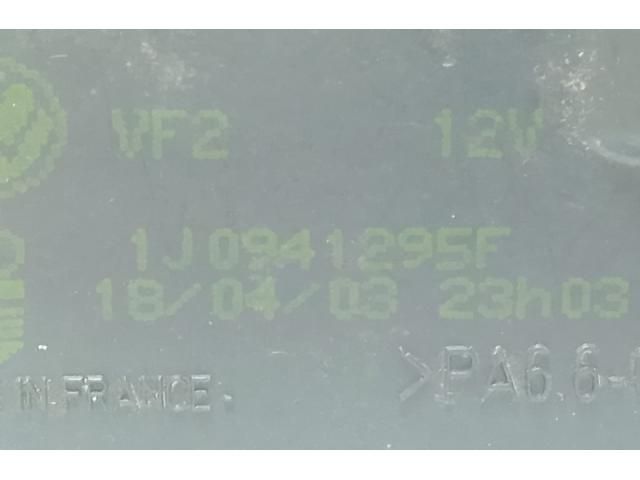 VF2 12V
1J0941295F
18/04/03 23h03
IN FRANCE. >PA6.6-